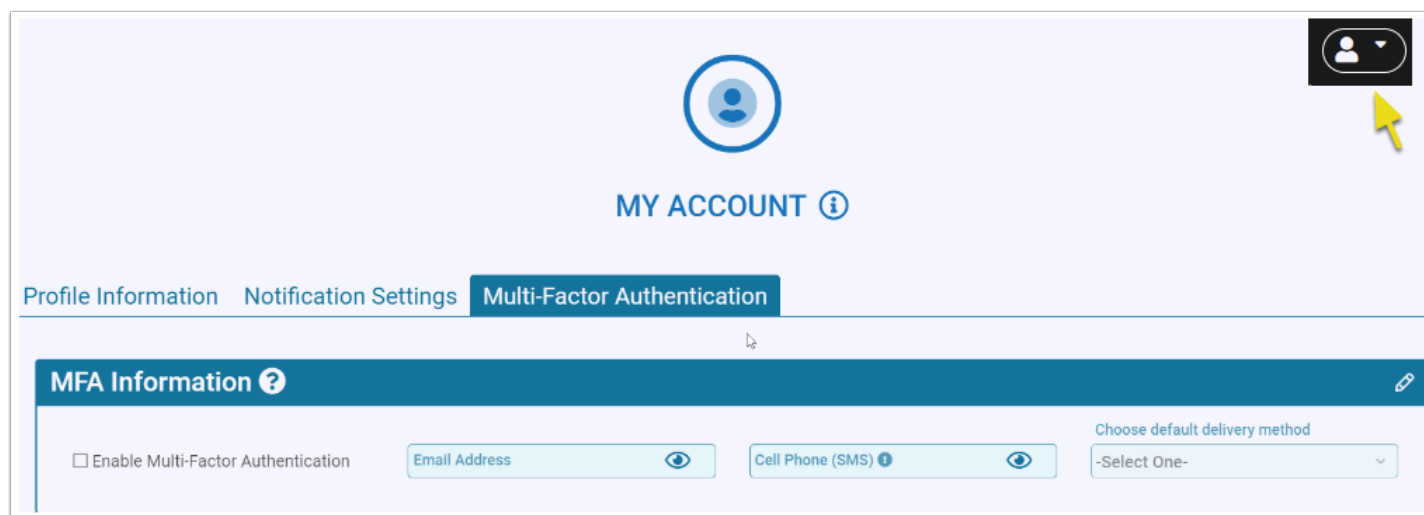 MY ACCOUNT
Profile Information Notification Settings Multi-Factor Authentication
MFA Information
Choose default delivery method
Enable Multi-Factor Authentication Email Address Cell Phone (SMS) -Select One-